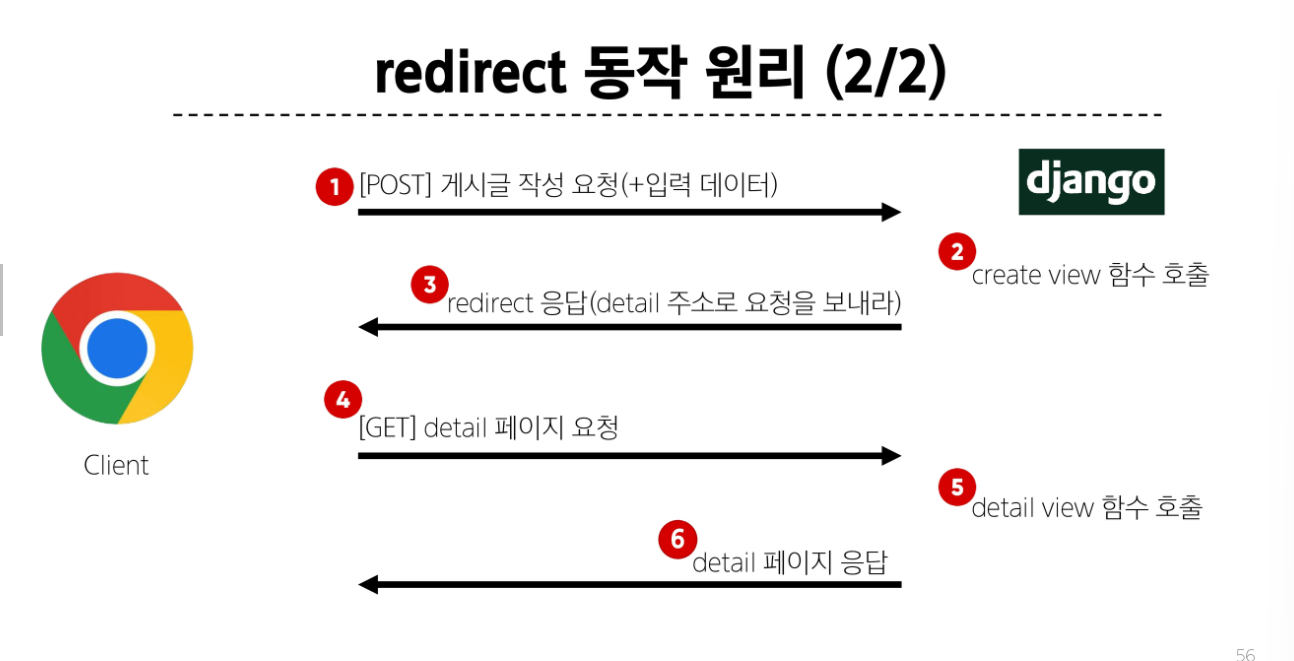 redirect 동작 원리 (2/2)
django
1 [POST] 게시글 작성 요청(+입력 데이터)
2 create view 함수 호출
3 redirect 응답(detail 주소로 요청을 보내라)
4 [GET] detail 페이지 요청
Client
5 detail view 함수 호출
6 detail 페이지 응답
56